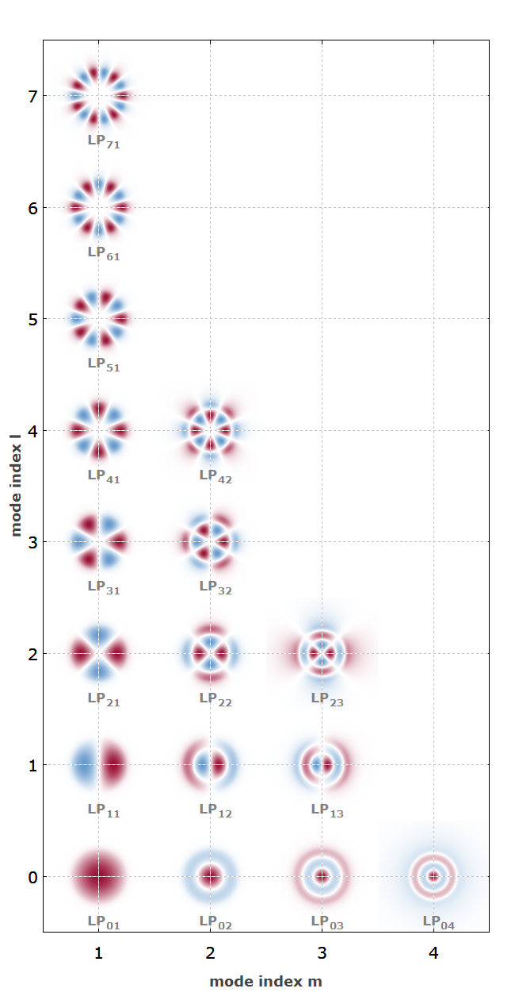 7
LP71
6
LP61
5
LP51
4
LP41 LP42
mode index l
3
LP31 LP32
2
LP21 LP22 LP23
1
LP11 LP12 LP13
0
LP01 LP02 LP03 LP04
1 2 3 4
mode index m